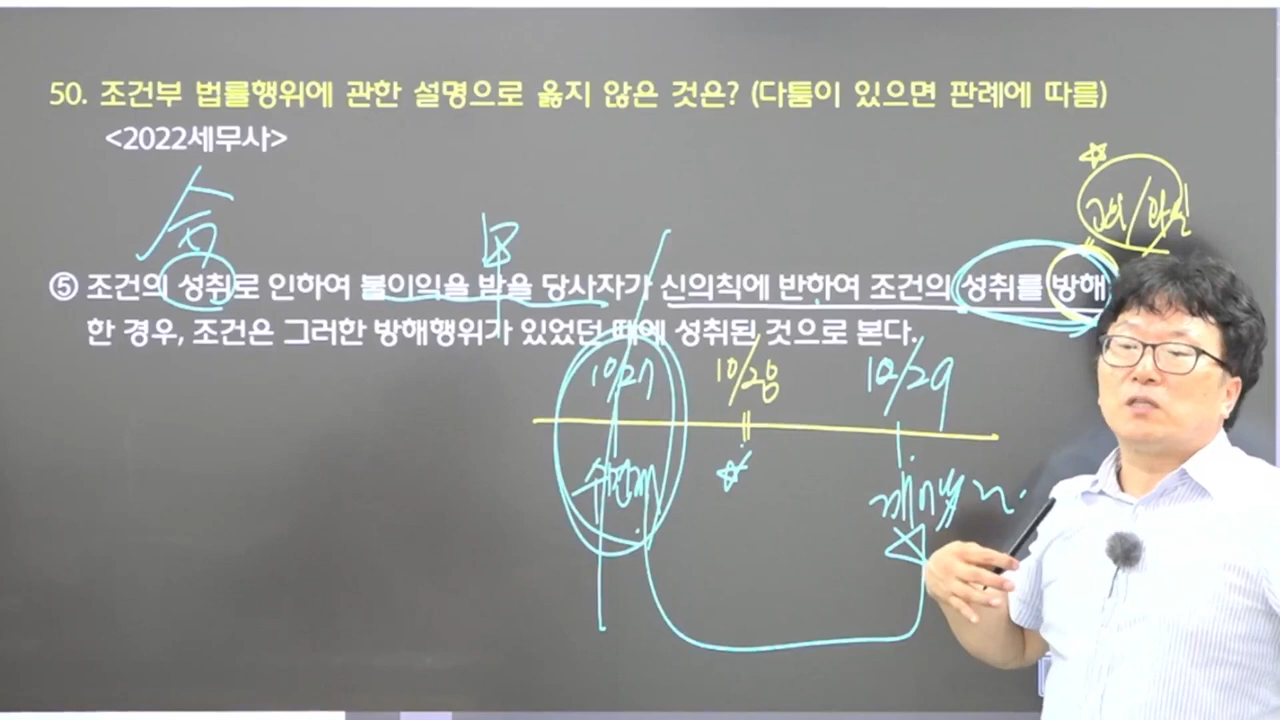 50. 조건부 법률행위에 관한 설명으로 옳지 않은 것은? (다툼이 있으면 판례에 따름)
<2022세무사>
고의/과실
⑤ 조건의 성취로 인하여 불이익을 받을 당사자가 신의칙에 반하여 조건의 성취를 방해
한 경우, 조건은 그러한 방해행위가 있었던 때에 성취된 것으로 본다.
10/27 10/28 10/29